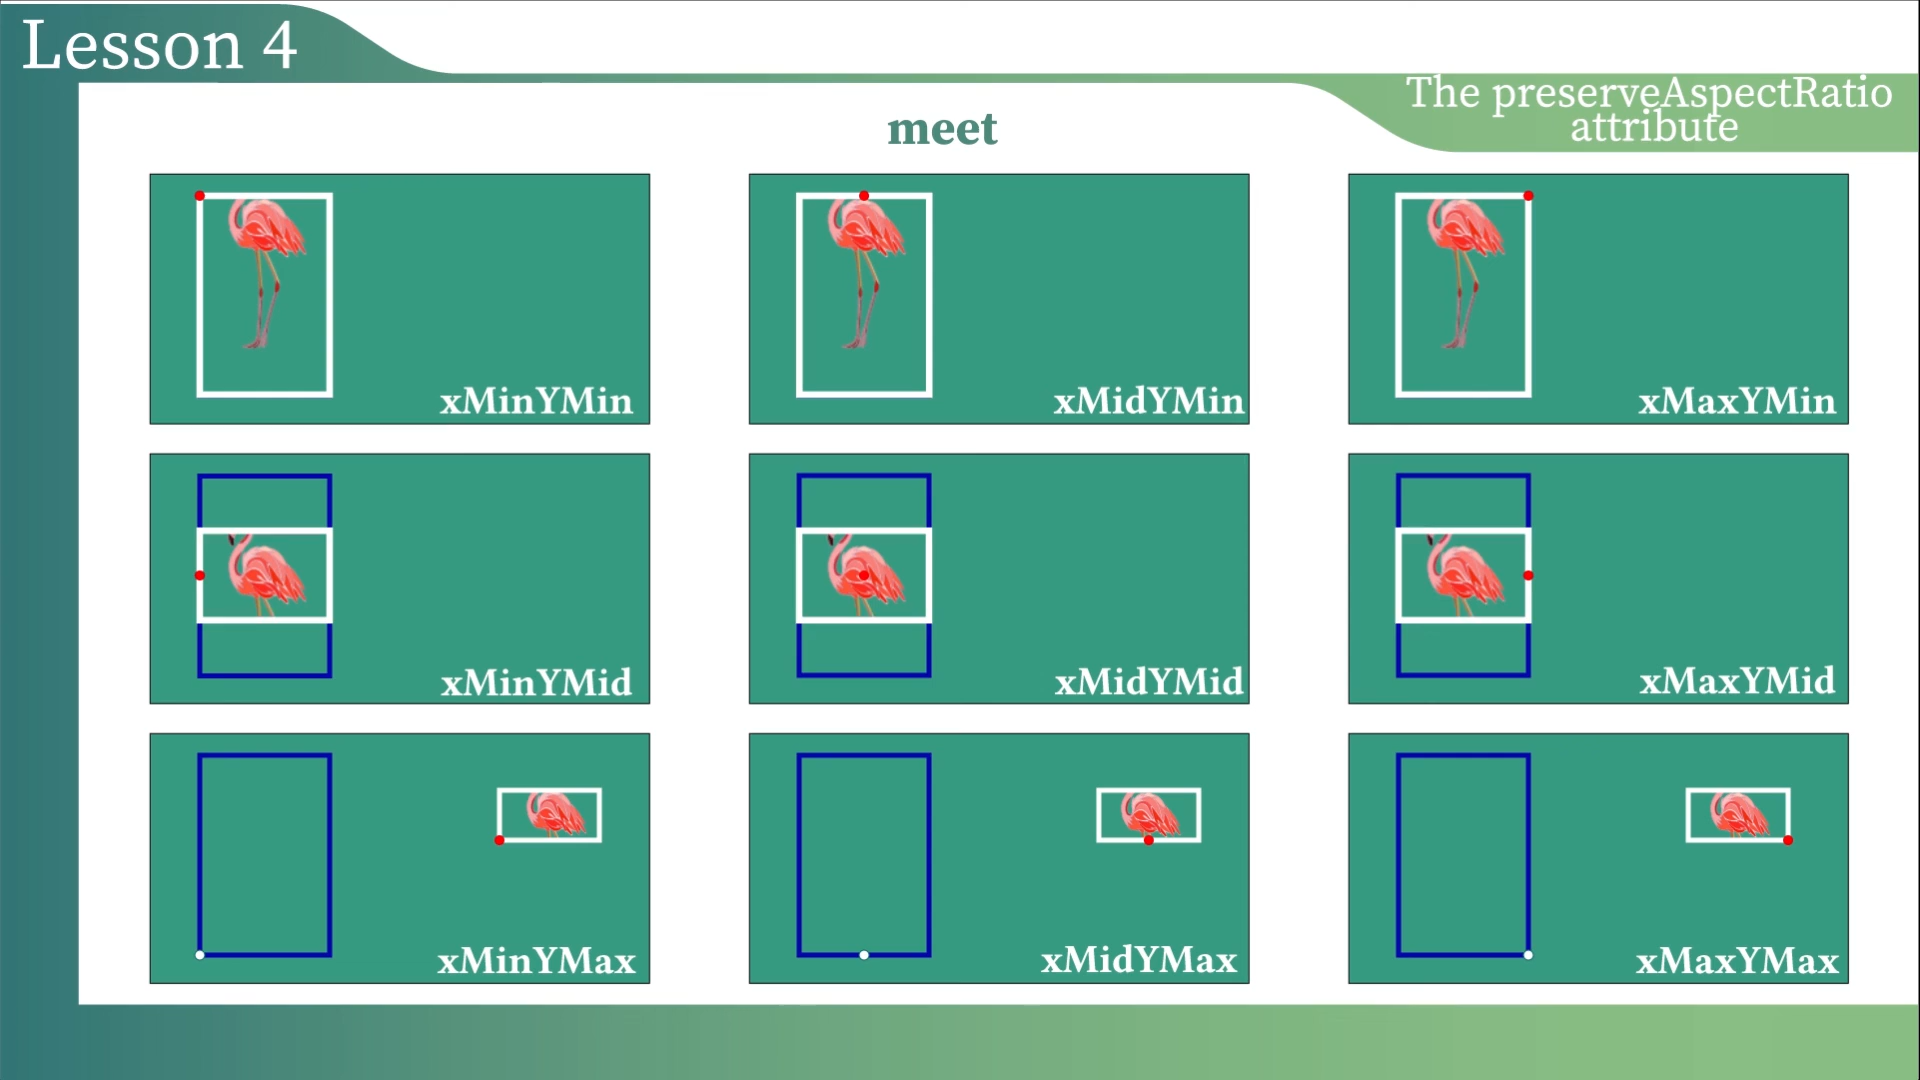 Lesson 4
The preserveAspectRatio
attribute
meet
xMinYMin
xMidYMin
xMaxYMin
xMinYMid
xMidYMid
xMaxYMid
xMinYMax
xMidYMax
xMaxYMax